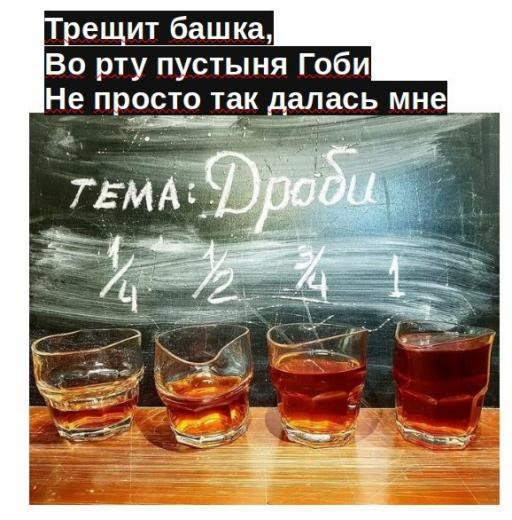 Трещит башка,
Во рту пустыня Гоби
Не просто так далась мне
ТЕМА: Дроби
1/4 1/2 3/4 1